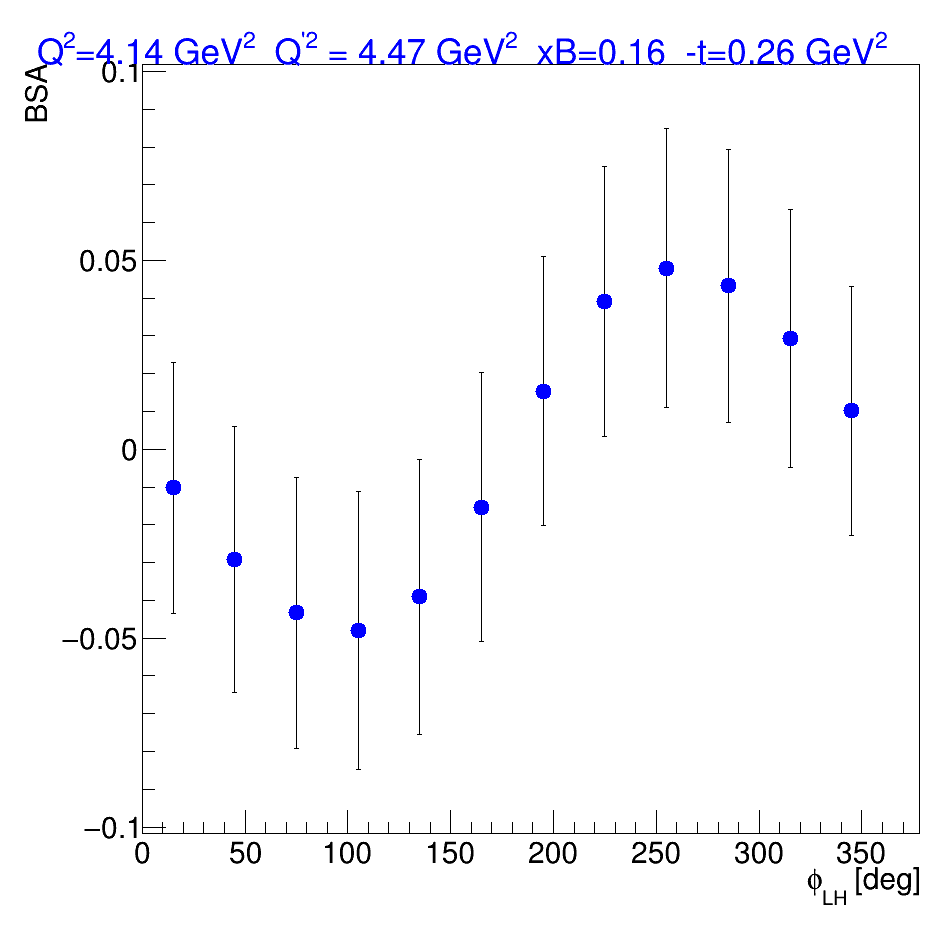 Q²=4.14 GeV² Q'² = 4.47 GeV² xB=0.16 -t=0.26 GeV²
BSA
0.1
0.05
0
−0.05
−0.1
0 50 100 150 200 250 300 350
ϕLH [deg]